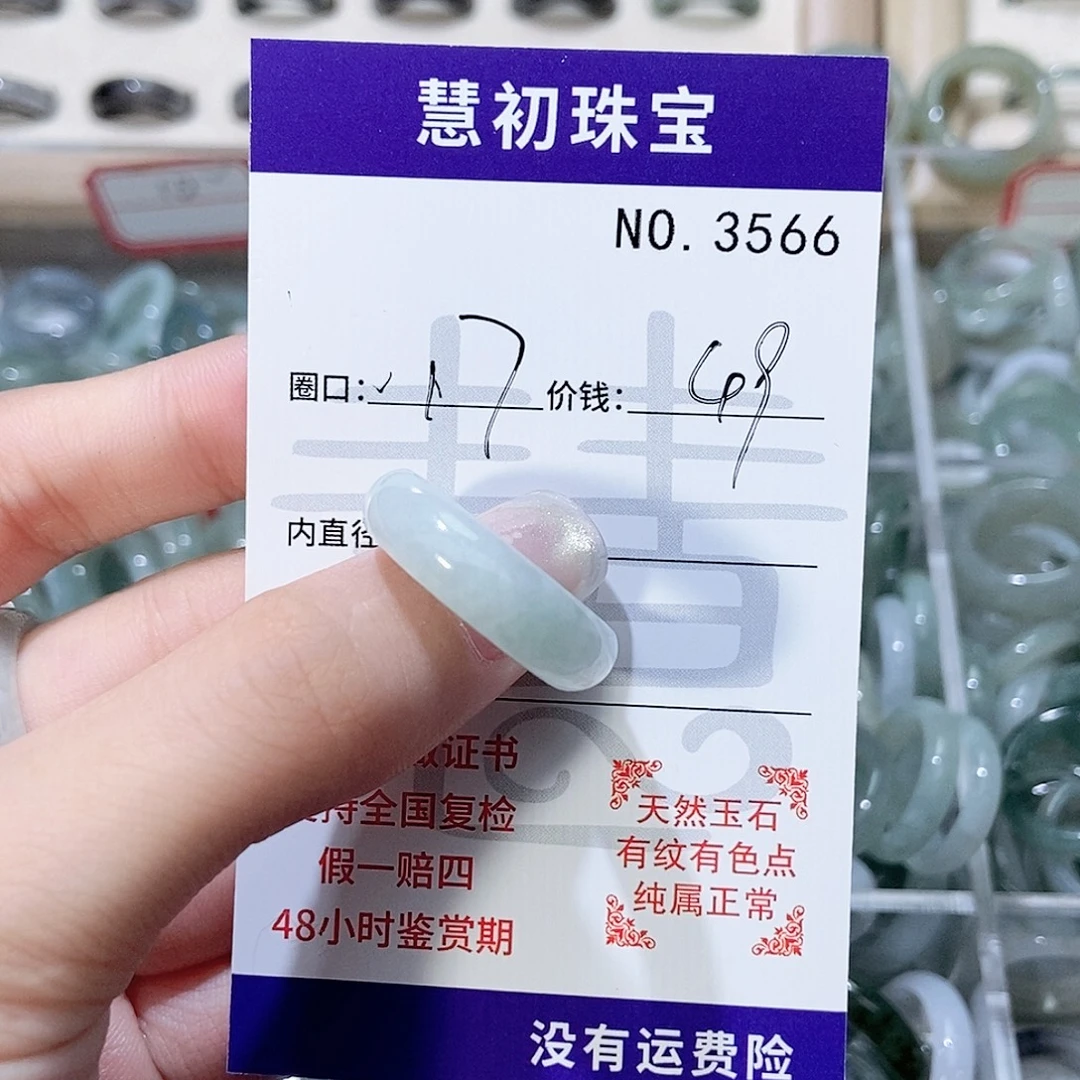 慧初珠宝
NO. 3566
圈口: 17 价钱: 68
内直径
证书
持全国复检
假一赔四
48小时鉴赏期
天然玉石
有纹有色点
纯属正常
没有运费险